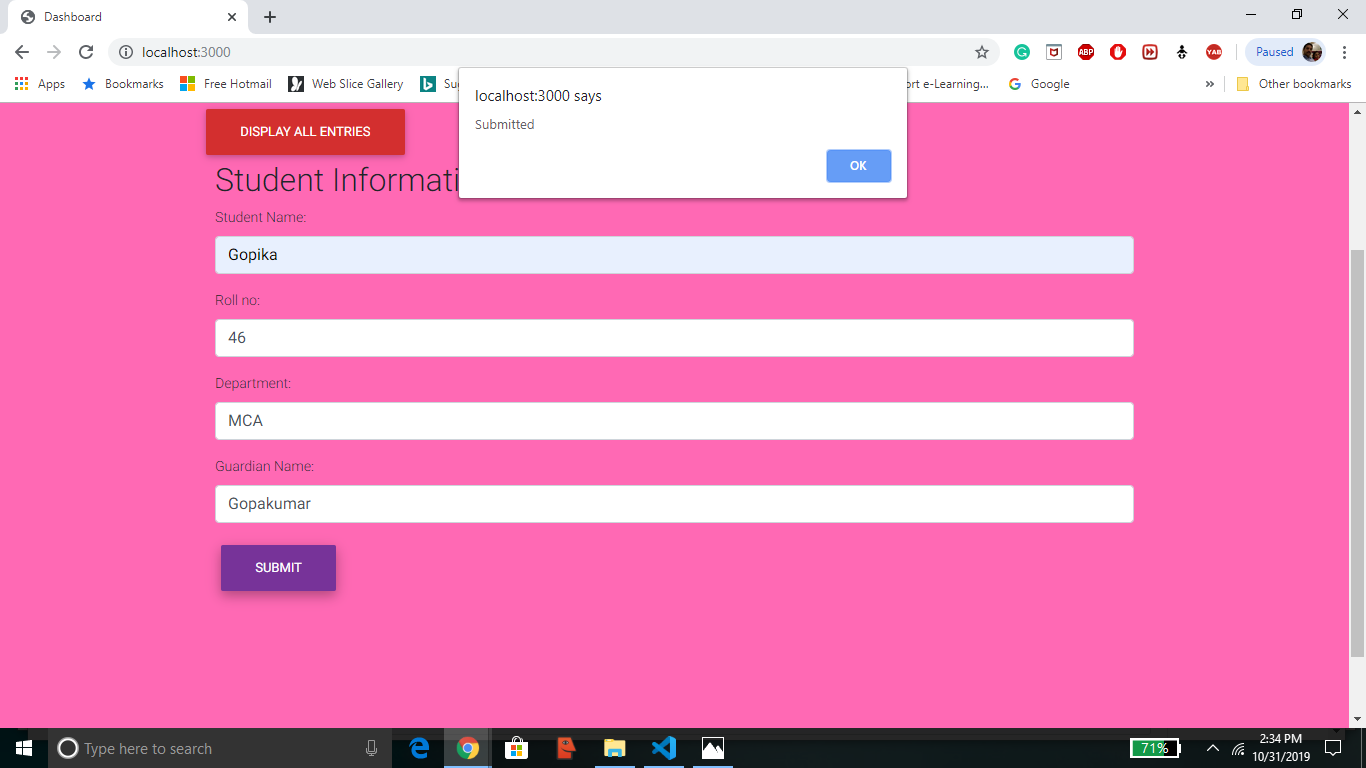 Dashboard
localhost:3000
ABP
YAB
Paused
Apps
Bookmarks
Free Hotmail
Web Slice Gallery
ort e-Learning...
Google
»
Other bookmarks
localhost:3000 says
Submitted
OK
DISPLAY ALL ENTRIES
Student Informati
Student Name:
Gopika
Roll no:
46
Department:
MCA
Guardian Name:
Gopakumar
SUBMIT
Type here to search
71%
2:34 PM
10/31/2019